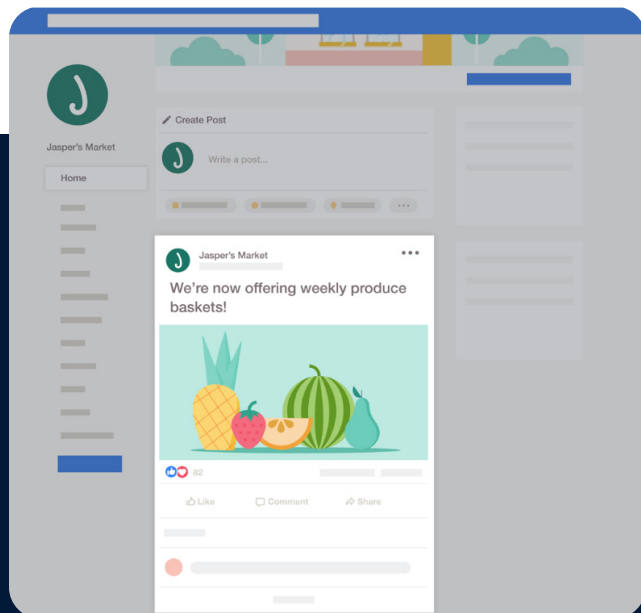 Jasper's Market
Home
Create Post
Write a post...
Jasper's Market
We're now offering weekly produce
baskets!
82
Like Comment Share